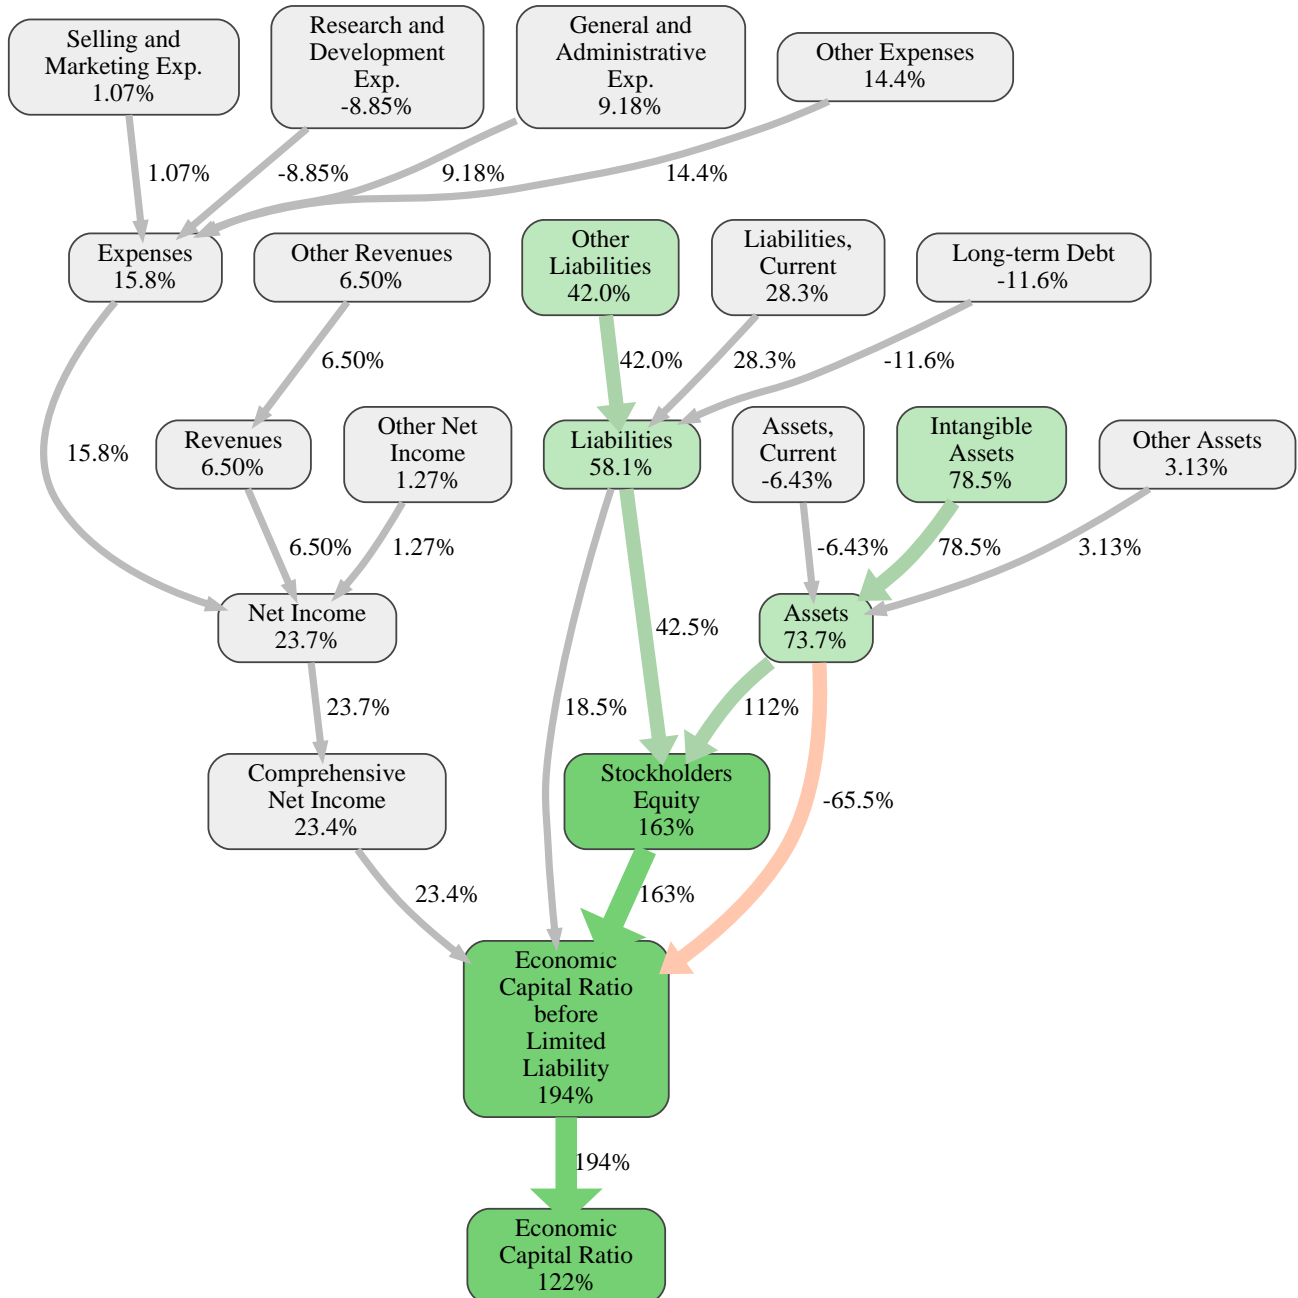 Selling and
Marketing Exp.
1.07%
Research and
Development
Exp.
-8.85%
General and
Administrative
Exp.
9.18%
Other Expenses
14.4%
1.07%
-8.85%
9.18%
14.4%
Expenses
15.8%
Other Revenues
6.50%
Other
Liabilities
42.0%
Liabilities,
Current
28.3%
Long-term Debt
-11.6%
6.50%
42.0%
28.3%
-11.6%
15.8%
Revenues
6.50%
Other Net
Income
1.27%
Liabilities
58.1%
Assets,
Current
-6.43%
Intangible
Assets
78.5%
Other Assets
3.13%
6.50%
1.27%
-6.43%
78.5%
3.13%
Net Income
23.7%
42.5%
Assets
73.7%
23.7%
18.5%
112%
Comprehensive
Net Income
23.4%
Stockholders
Equity
163%
-65.5%
23.4%
163%
Economic
Capital Ratio
before
Limited
Liability
194%
194%
Economic
Capital Ratio
122%